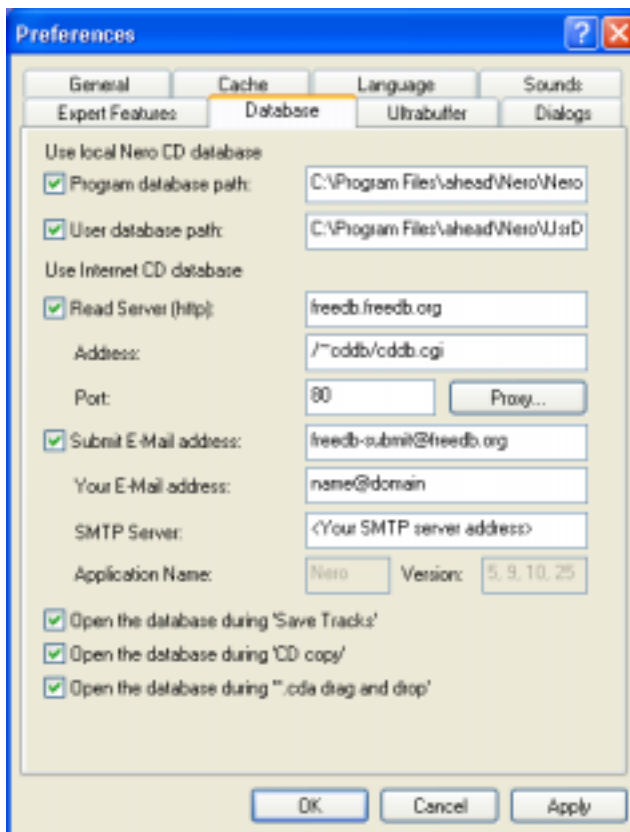 Preferences
General Cache Language Sounds
Expert Features Database Ultrabuffer Dialogs
Use local Nero CD database
Program database path: C:\Program Files\ahead\Nero\Nero
User database path: C:\Program Files\ahead\Nero\UsrD
Use Internet CD database
Read Server (http): freedb.freedb.org
Address: /~cddb/cddb.cgi
Port: 80 Proxy...
Submit E-Mail address: freedb-submit@freedb.org
Your E-Mail address: name@domain
SMTP Server: <Your SMTP server address>
Application Name: Nero Version: 5, 9, 10, 25
Open the database during 'Save Tracks'
Open the database during 'CD copy'
Open the database during '*.cda drag and drop'
OK Cancel Apply